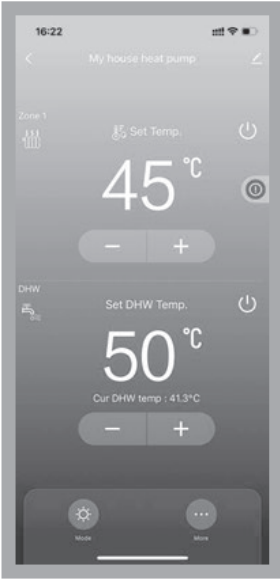 16:22
My house heat pump
Zone 1
Set Temp.
45°C
− +
DHW
Set DHW Temp.
50°C
Cur DHW temp : 41.3°C
− +
Mode
More